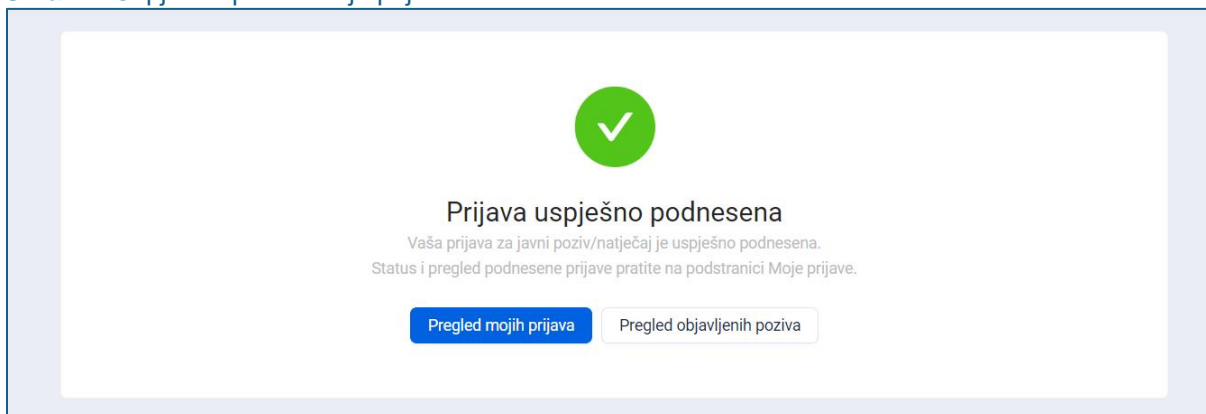 Prijava uspješno podnesena
Vaša prijava za javni poziv/natječaj je uspješno podnesena.
Status i pregled podnesene prijave pratite na podstranici Moje prijave.
Pregled mojih prijava Pregled objavljenih poziva